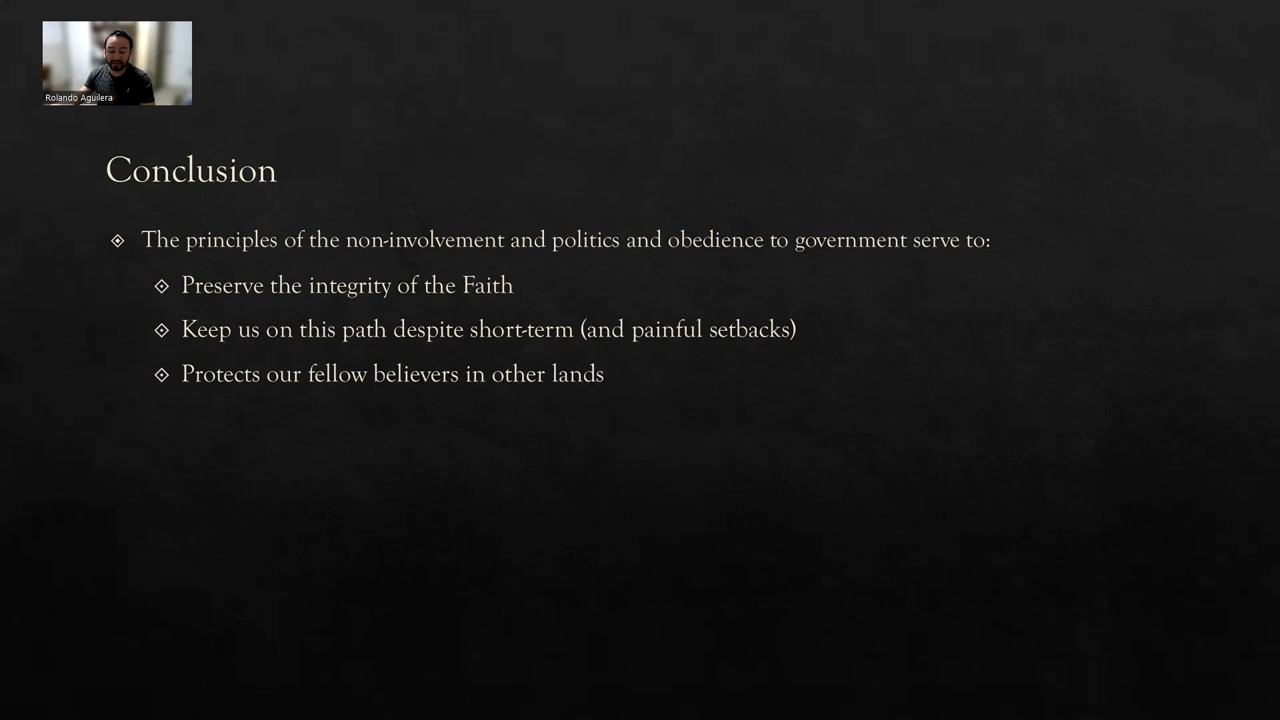 Rolando Aguilera
Conclusion
The principles of the non-involvement and politics and obedience to government serve to:
Preserve the integrity of the Faith
Keep us on this path despite short-term (and painful setbacks)
Protects our fellow believers in other lands